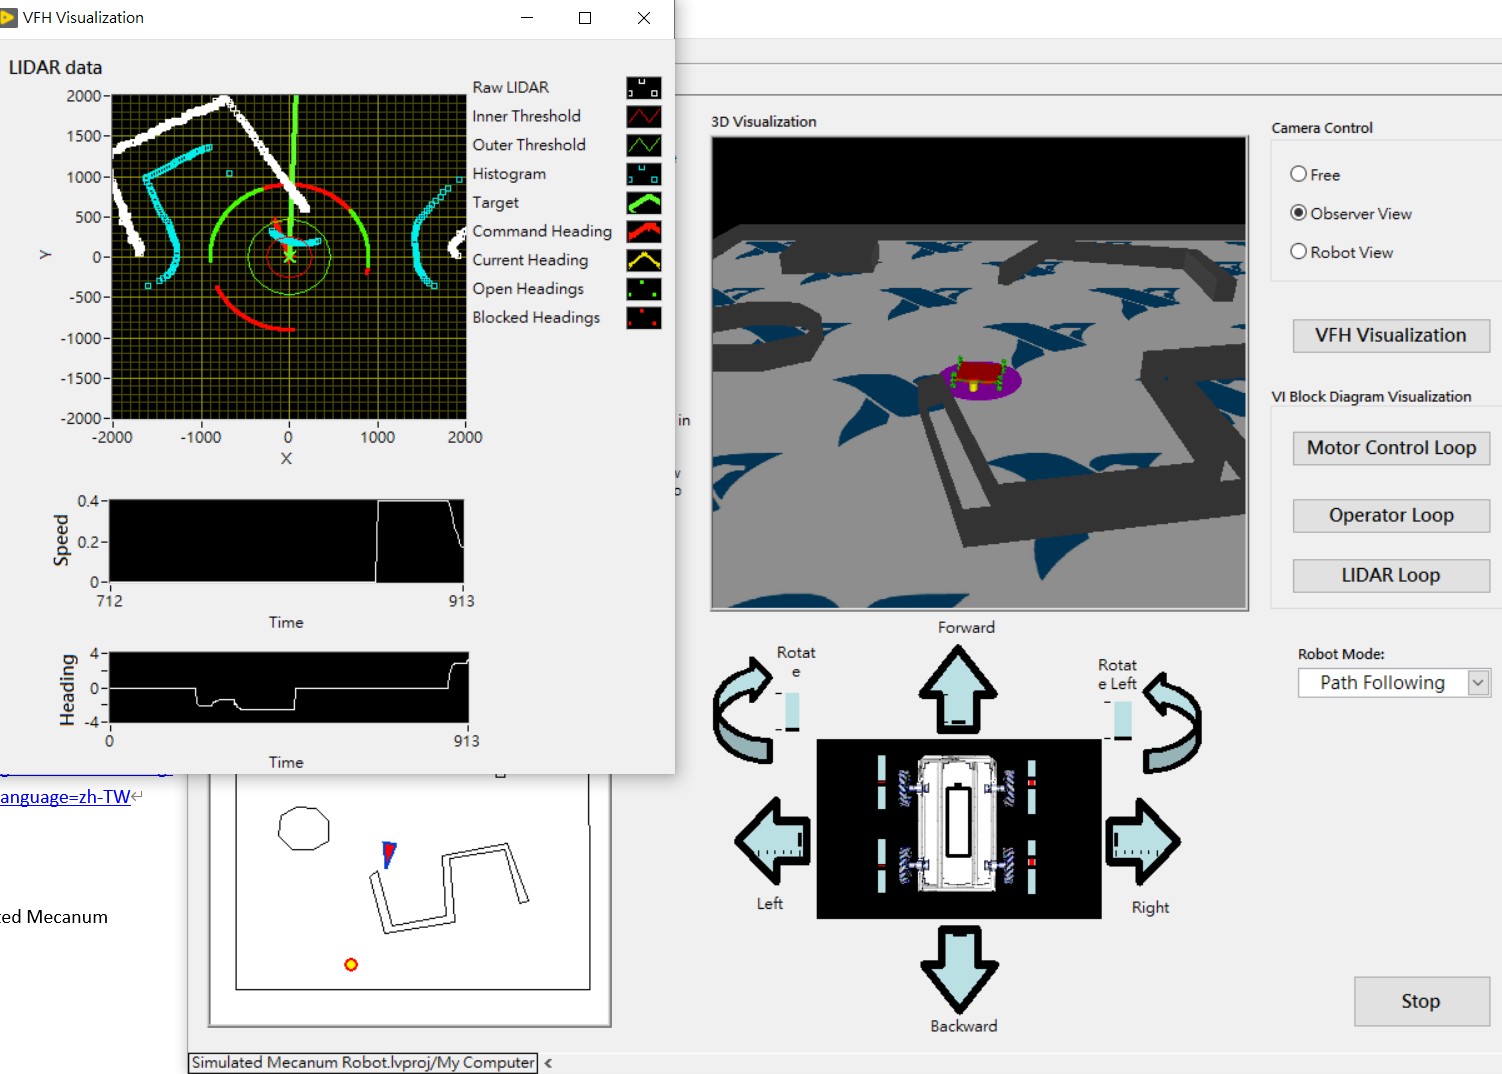 VFH Visualization
LIDAR data
2000
1500
1000
500
0
-500
-1000
-1500
-2000
Y
-2000
-1000
0
1000
2000
X
Raw LIDAR
Inner Threshold
Outer Threshold
Histogram
Target
Command Heading
Current Heading
Open Headings
Blocked Headings
Speed
0.4
0.2
0
712
913
Time
Heading
4
0
-4
0
913
Time
anguage=zh-TW
ted Mecanum
in
3D Visualization
Camera Control
Free
Observer View
Robot View
VFH Visualization
VI Block Diagram Visualization
Motor Control Loop
Operator Loop
LIDAR Loop
Robot Mode:
Path Following
Forward
Rotat
e
Rotat
e Left
Left
Right
Backward
Stop
Simulated Mecanum Robot.lvproj/My Computer